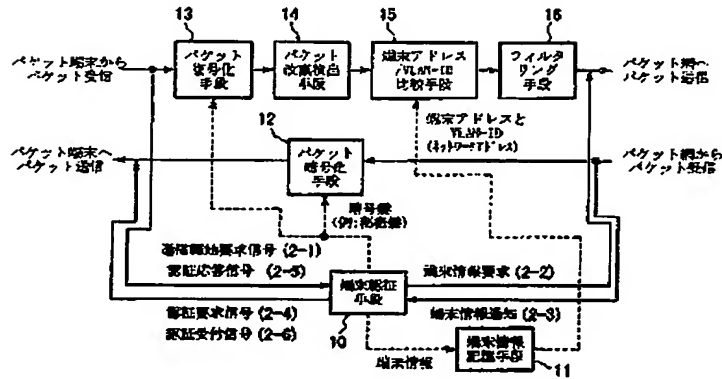 13
14
15
16
パケット端末から
パケット受信
パケット
復号化
手段
パケット
改竄検出
手段
端末アドレス
/VLAN-ID
比較手段
フィルタ
リング
手段
パケット網へ
パケット送信
12
端末アドレスと
VLAN-ID
(ネットワークアドレス)
パケット端末へ
パケット送信
パケット
暗号化
手段
パケット網から
パケット受信
暗号鍵
(例:秘密鍵)
通信開始要求信号 (2-1)
認証応答信号 (2-5)
端末情報要求 (2-2)
端末認証
手段
認証要求信号 (2-4)
認証受付信号 (2-6)
端末情報通知 (2-3)
10
端末情報
端末情報
記憶手段
11